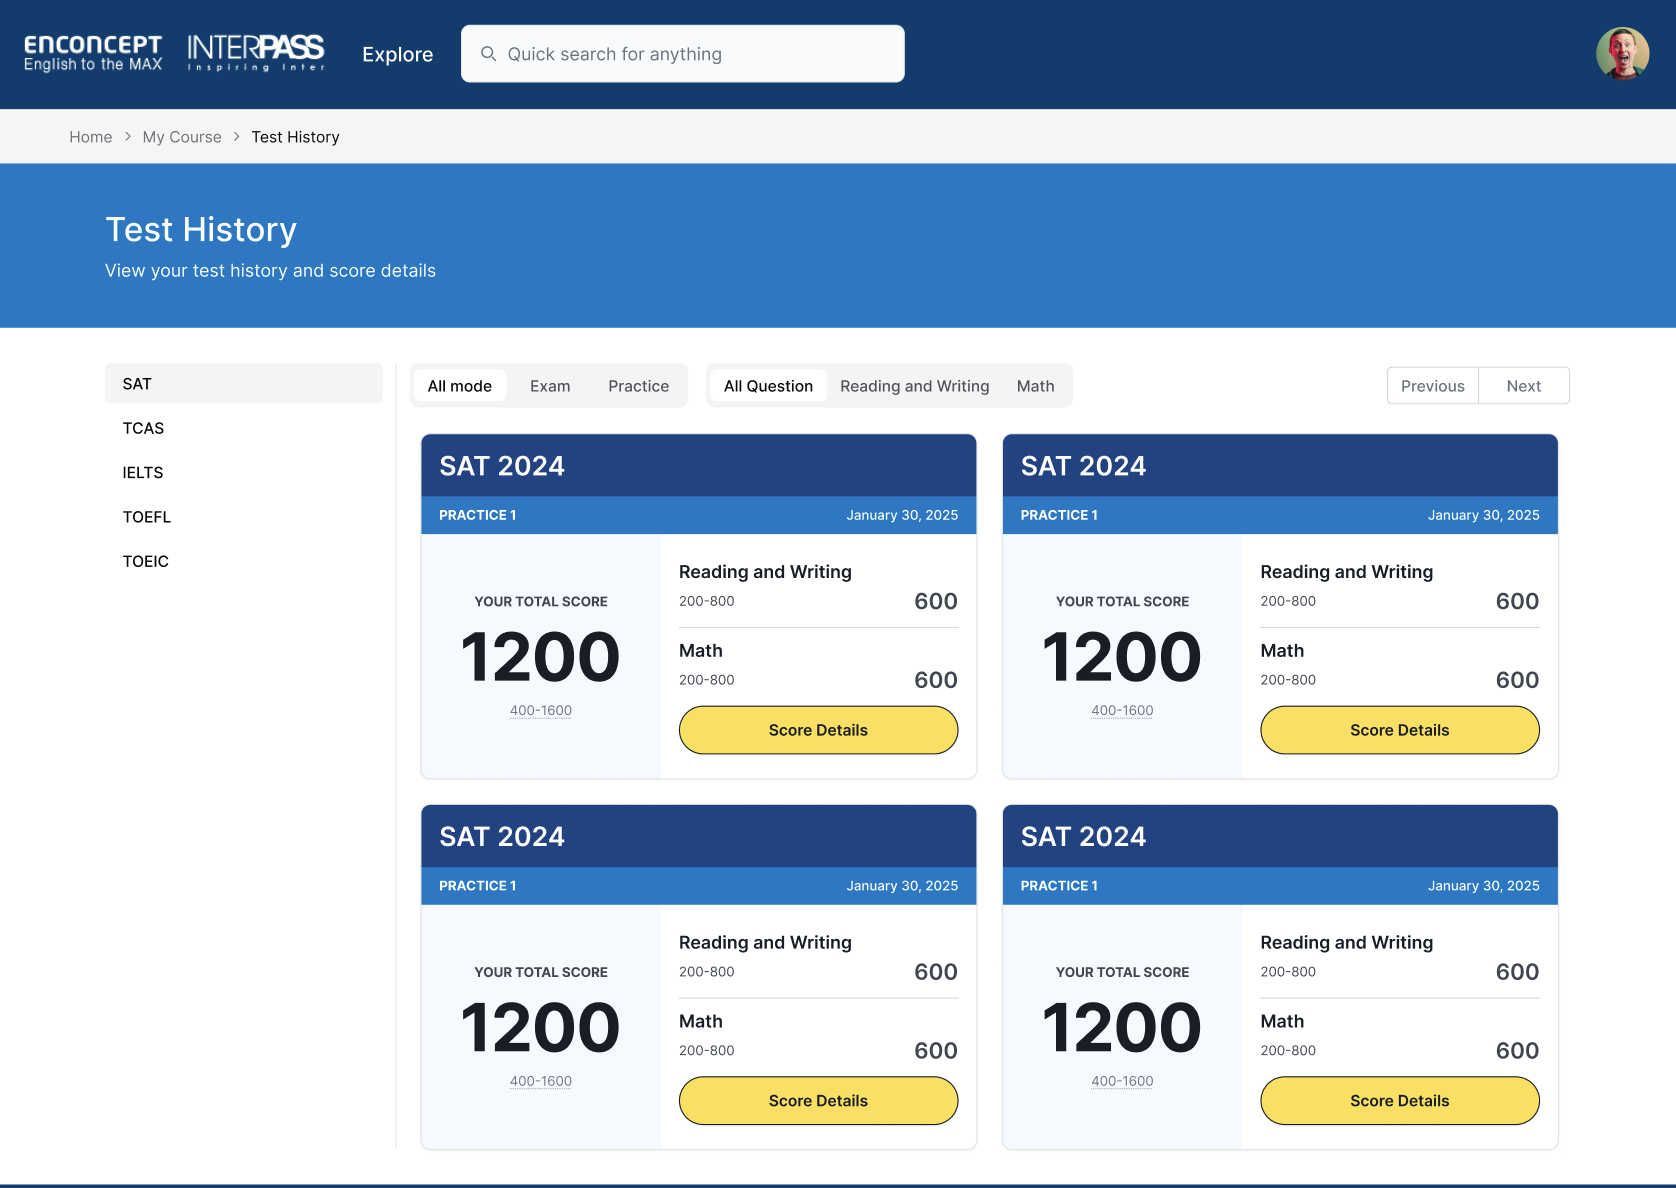 ENCONCEPT
English to the MAX
INTERPASS
Inspiring Inter
Explore
Quick search for anything
Home > My Course > Test History
Test History
View your test history and score details
SAT
TCAS
IELTS
TOEFL
TOEIC
All mode Exam Practice
All Question Reading and Writing Math
Previous Next
SAT 2024
PRACTICE 1 January 30, 2025
YOUR TOTAL SCORE
1200
400-1600
Reading and Writing
200-800 600
Math
200-800 600
Score Details
SAT 2024
PRACTICE 1 January 30, 2025
YOUR TOTAL SCORE
1200
400-1600
Reading and Writing
200-800 600
Math
200-800 600
Score Details
SAT 2024
PRACTICE 1 January 30, 2025
YOUR TOTAL SCORE
1200
400-1600
Reading and Writing
200-800 600
Math
200-800 600
Score Details
SAT 2024
PRACTICE 1 January 30, 2025
YOUR TOTAL SCORE
1200
400-1600
Reading and Writing
200-800 600
Math
200-800 600
Score Details